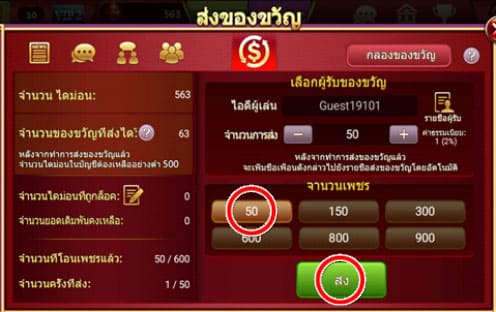 10 VIP 2 563
ส่งของขวัญ
NEWS
กล่องของขวัญ ?
จำนวน ไดม่อน: 563
จำนวนของขวัญที่ส่งได้: ? 63
หลังจากทำการส่งของขวัญแล้ว
จำนวนไดม่อนในบัญชีต้องเหลืออย่างต่ำ 500
จำนวนไดม่อนที่ถูกล็อค: 0
จำนวนยอดเดิมพันคงเหลือ: 0
จำนวนที่โอนเพชรแล้ว: 50 / 600
จำนวนครั้งที่ส่ง: 1 / 50
เลือกผู้รับของขวัญ
ไอดีผู้เล่น Guest19101
รายชื่อผู้รับ
จำนวนการส่ง 50
ค่าธรรมเนียม:
1 (2%)
หลังจากทำการส่งของขวัญแล้ว
จะเพิ่มชื่อเพื่อนดังกล่าวไปยังรายชื่อส่งของขวัญโดยอัตโนมัติ
จำนวนเพชร
50 150 300
600 800 900
ส่ง